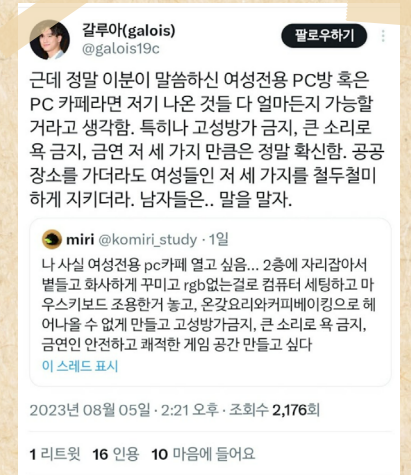 갈루아(galois)
@galois19c
팔로우하기
근데 정말 이분이 말씀하신 여성전용 PC방 혹은
PC 카페라면 저기 나온 것들 다 얼마든지 가능할
거라고 생각함. 특히나 고성방가 금지, 큰 소리로
욕 금지, 금연 저 세 가지 만큼은 정말 확신함. 공공
장소를 가더라도 여성들인 저 세 가지를 철두철미
하게 지키더라. 남자들은.. 말을 말자.
miri @komiri_study · 1일
나 사실 여성전용 pc카페 열고 싶음... 2층에 자리잡아서
볕들고 화사하게 꾸미고 rgb없는걸로 컴퓨터 세팅하고 마
우스키보드 조용한거 놓고, 온갖요리와커피베이킹으로 헤
어나올 수 없게 만들고 고성방가금지, 큰 소리로 욕 금지,
금연인 안전하고 쾌적한 게임 공간 만들고 싶다
이 스레드 표시
2023년 08월 05일 · 2:21 오후 · 조회수 2,176회
1 리트윗 16 인용 10 마음에 들어요